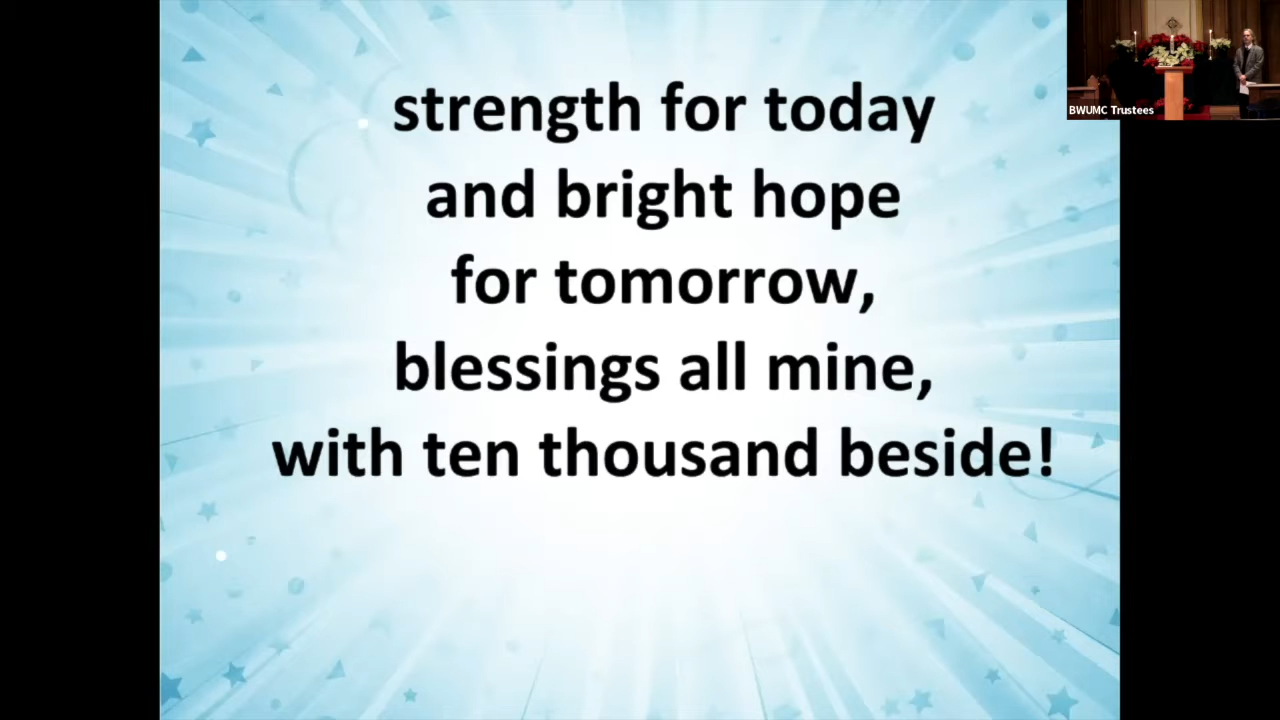 strength for today
and bright hope
for tomorrow,
blessings all mine,
with ten thousand beside!
BWUMC Trustees